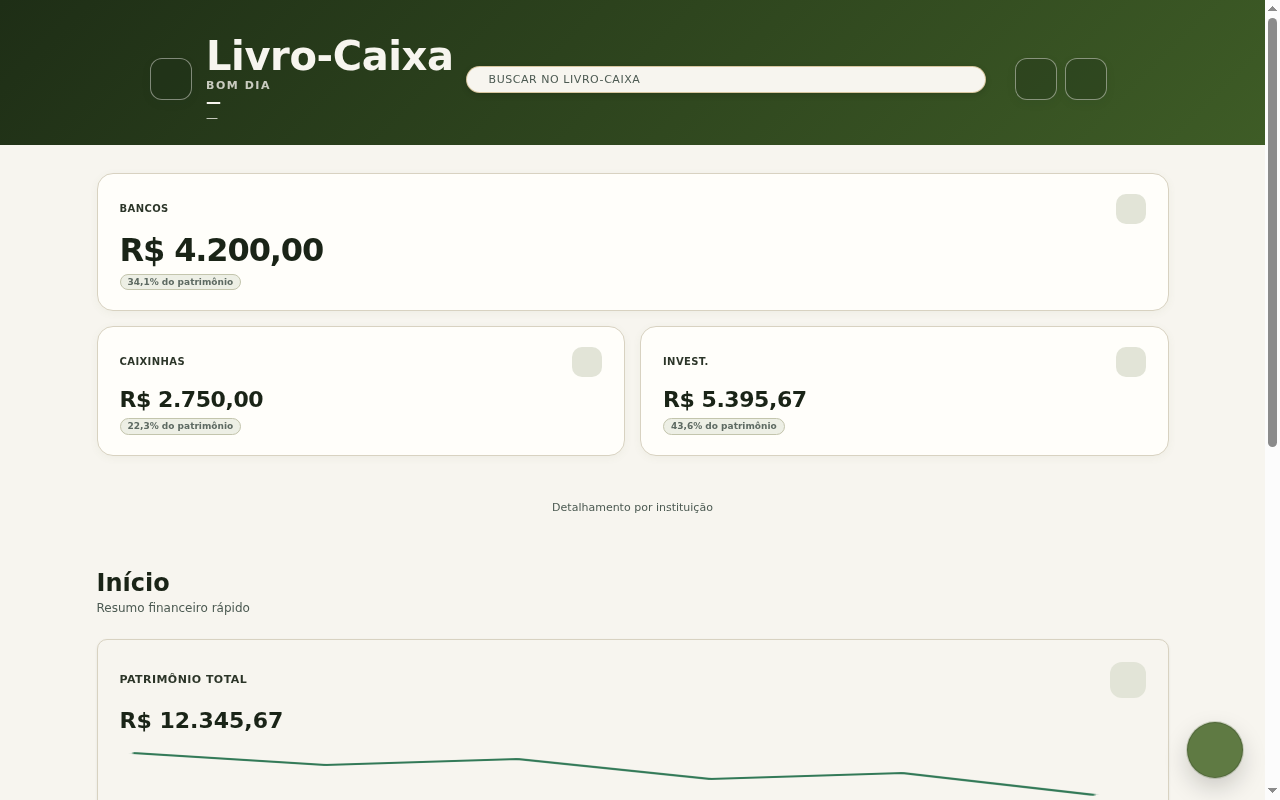 Livro-Caixa
BOM DIA
—
—
BUSCAR NO LIVRO-CAIXA
BANCOS
R$ 4.200,00
34,1% do patrimônio
CAIXINHAS
R$ 2.750,00
22,3% do patrimônio
INVEST.
R$ 5.395,67
43,6% do patrimônio
Detalhamento por instituição
Início
Resumo financeiro rápido
PATRIMÔNIO TOTAL
R$ 12.345,67